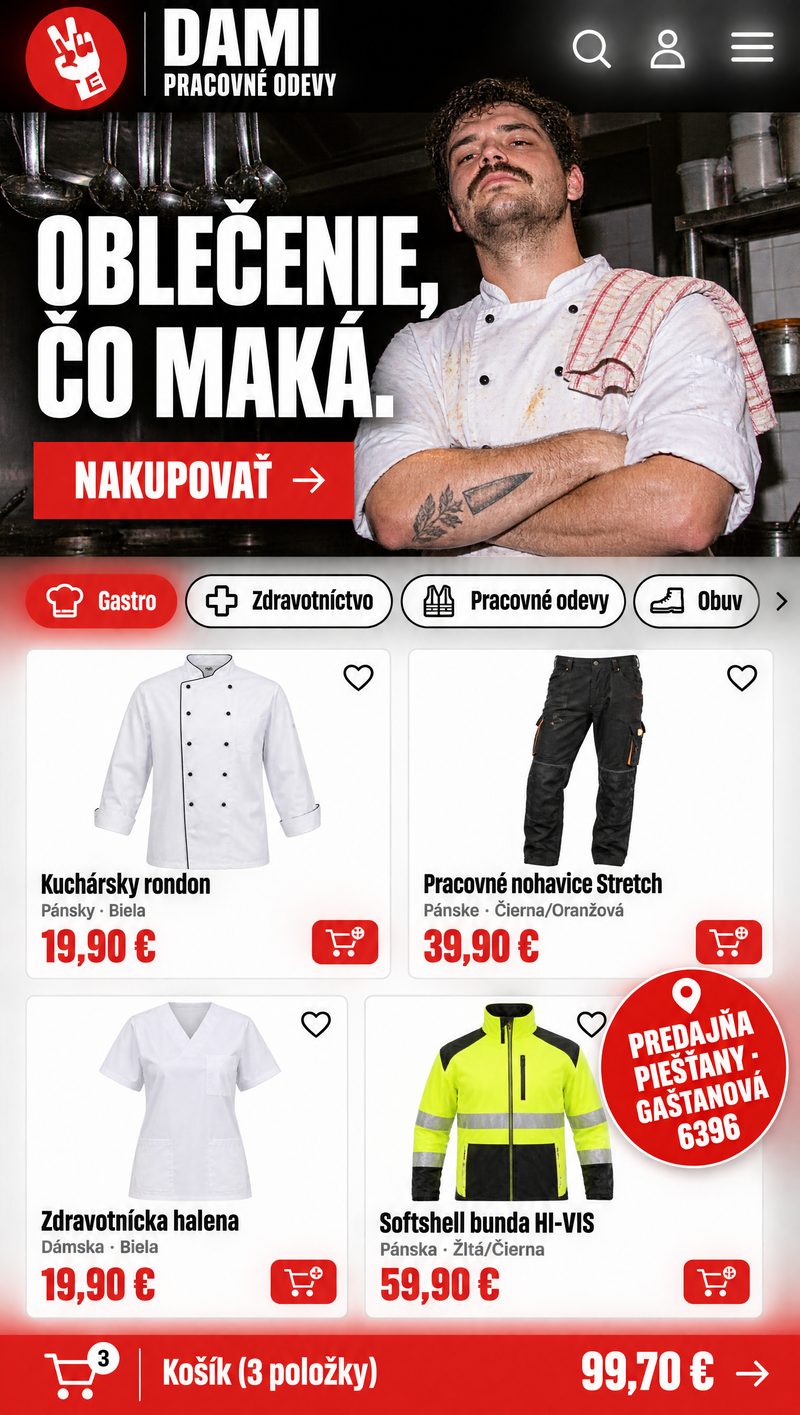 DAMI
PRACOVNÉ ODEVY
OBLEČENIE,
ČO MAKÁ.
NAKUPOVAŤ →
Gastro
Zdravotníctvo
Pracovné odevy
Obuv
Kuchársky rondon
Pánsky · Biela
19,90 €
Pracovné nohavice Stretch
Pánske · Čierna/Oranžová
39,90 €
Zdravotnícka halena
Dámska · Biela
19,90 €
Softshell bunda HI-VIS
Pánska · Žltá/Čierna
59,90 €
PREDAJŇA
PIEŠŤANY ·
GAŠTANOVÁ
6396
3
Košík (3 položky)
99,70 € →